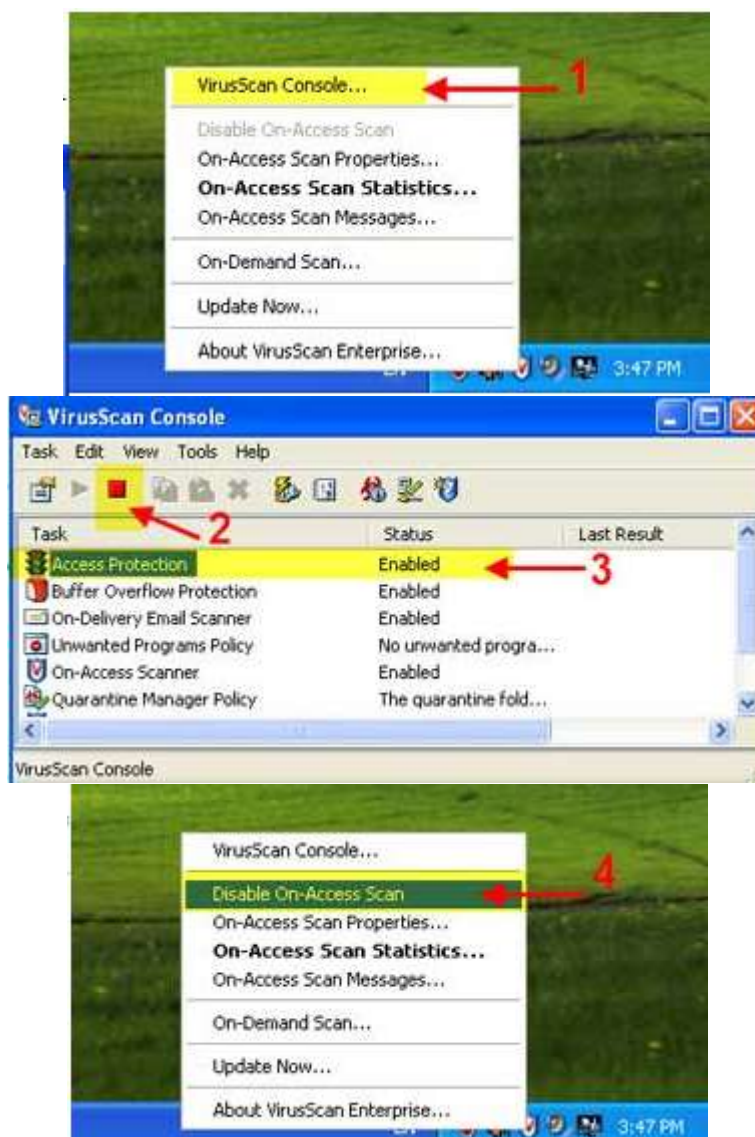 VirusScan Console...
1
Disable On-Access Scan
On-Access Scan Properties...
On-Access Scan Statistics...
On-Access Scan Messages...
On-Demand Scan...
Update Now...
About VirusScan Enterprise...
3:47 PM
VirusScan Console
Task Edit View Tools Help
2
Task Status Last Result
Access Protection Enabled
3
Buffer Overflow Protection Enabled
On-Delivery Email Scanner Enabled
Unwanted Programs Policy No unwanted progra...
On-Access Scanner Enabled
Quarantine Manager Policy The quarantine fold...
VirusScan Console
VirusScan Console...
Disable On-Access Scan
4
On-Access Scan Properties...
On-Access Scan Statistics...
On-Access Scan Messages...
On-Demand Scan...
Update Now...
About VirusScan Enterprise...
3:47 PM